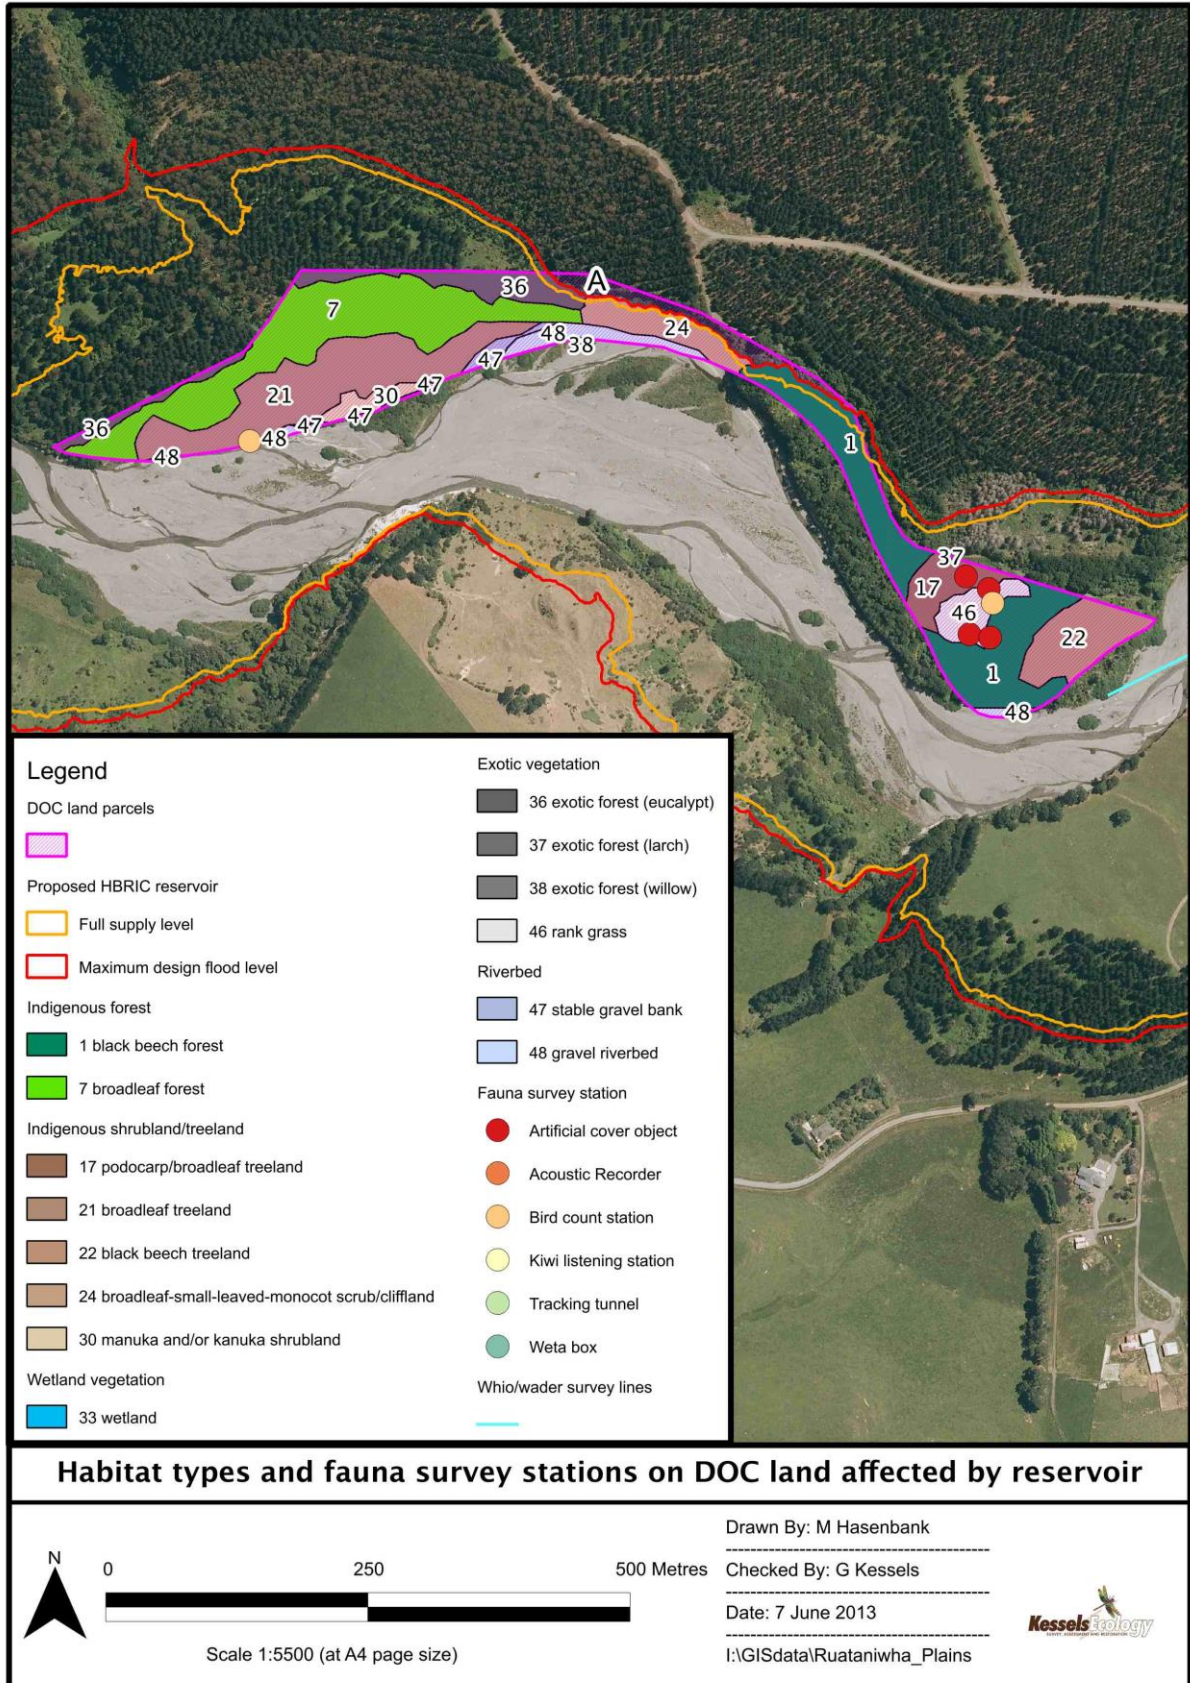 36
A
7
24
48
38
47
21
30
47
36
47
47
48
48
1
37
17
46
22
1
48
Legend
DOC land parcels
Proposed HBRIC reservoir
Full supply level
Maximum design flood level
Indigenous forest
1 black beech forest
7 broadleaf forest
Indigenous shrubland/treeland
17 podocarp/broadleaf treeland
21 broadleaf treeland
22 black beech treeland
24 broadleaf-small-leaved-monocot scrub/cliffland
30 manuka and/or kanuka shrubland
Wetland vegetation
33 wetland
Exotic vegetation
36 exotic forest (eucalypt)
37 exotic forest (larch)
38 exotic forest (willow)
46 rank grass
Riverbed
47 stable gravel bank
48 gravel riverbed
Fauna survey station
Artificial cover object
Acoustic Recorder
Bird count station
Kiwi listening station
Tracking tunnel
Weta box
Whio/wader survey lines
Habitat types and fauna survey stations on DOC land affected by reservoir
N
0 250 500 Metres
Scale 1:5500 (at A4 page size)
Drawn By: M Hasenbank
Checked By: G Kessels
Date: 7 June 2013
I:\GISdata\Ruataniwha_Plains
KesselsEcology